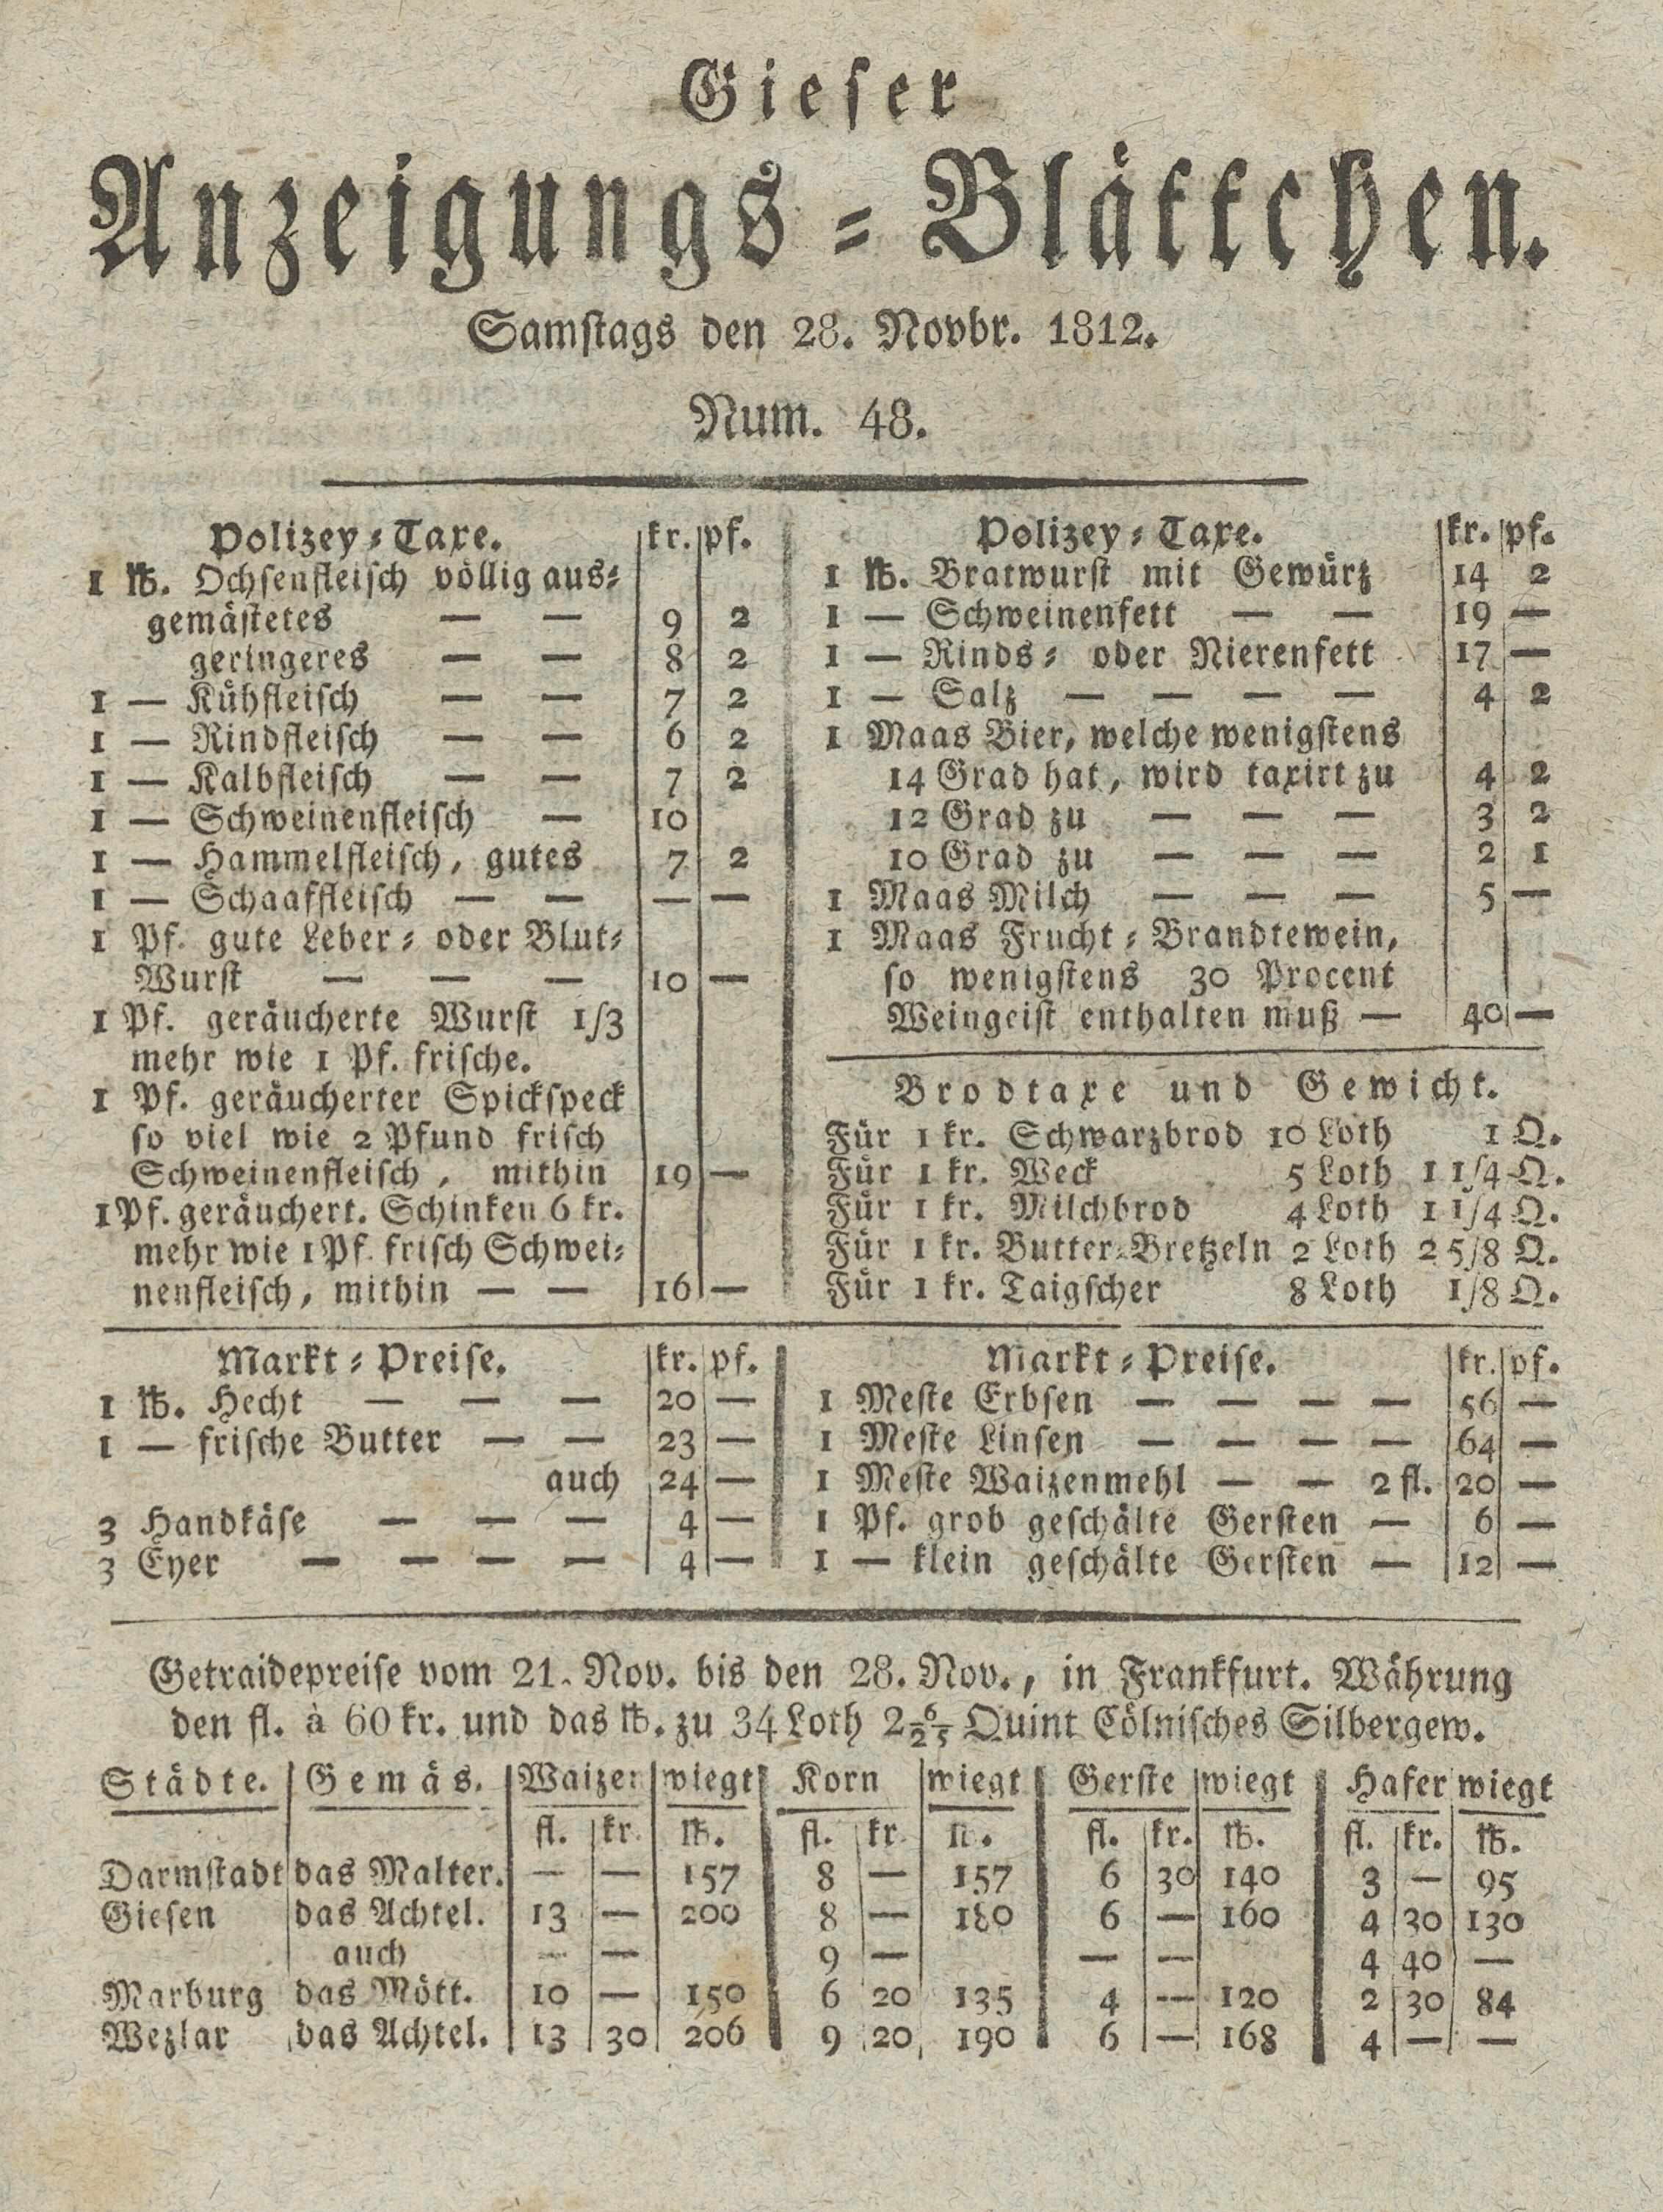 Gieser
Anzeigungs-Blättchen.
Samstags den 28. Novbr. 1812.
Num. 48.
Polizey-Taxe. kr. pf.
1 ℔. Ochsenfleisch völlig aus-
gemästetes — — 9 2
geringeres — — 8 2
1 — Kühfleisch — — 7 2
1 — Rindfleisch — — 6 2
1 — Kalbfleisch — — 7 2
1 — Schweinenfleisch — 10
1 — Hammelfleisch, gutes 7 2
1 — Schaaffleisch — — — —
1 Pf. gute Leber- oder Blut-
Wurst — — — 10 —
1 Pf. geräucherte Wurst 1/3
mehr wie 1 Pf. frische.
1 Pf. geräucherter Spickspeck
so viel wie 2 Pfund frisch
Schweinenfleisch, mithin 19 —
1 Pf. geräuchert. Schinken 6 kr.
mehr wie 1 Pf. frisch Schwei-
nenfleisch, mithin — — 16 —
Polizey-Taxe. kr. pf.
1 ℔. Bratwurst mit Gewürz 14 2
1 — Schweinenfett — — 19 —
1 — Rinds- oder Nierenfett 17 —
1 — Salz — — — — 4 2
1 Maas Bier, welche wenigstens
14 Grad hat, wird taxirt zu 4 2
12 Grad zu — — — 3 2
10 Grad zu — — — 2 1
1 Maas Milch — — — 5 —
1 Maas Frucht-Brandtewein,
so wenigstens 30 Procent
Weingeist enthalten muß — 40 —
Brodtaxe und Gewicht.
Für 1 kr. Schwarzbrod 10 Loth 1 Q.
Für 1 kr. Weck 5 Loth 1 1/4 Q.
Für 1 kr. Milchbrod 4 Loth 1 1/4 Q.
Für 1 kr. Butter-Bretzeln 2 Loth 2 5/8 Q.
Für 1 kr. Taigscher 8 Loth 1/8 Q.
Markt-Preise. kr. pf.
1 ℔. Hecht — — — 20 —
1 — frische Butter — — 23 —
auch 24 —
3 Handkäse — — — 4 —
3 Eyer — — — — 4 —
Markt-Preise. kr. pf.
1 Meste Erbsen — — — — 56 —
1 Meste Linsen — — — — 64 —
1 Meste Waizenmehl — — 2 fl. 20 —
1 Pf. grob geschälte Gersten — 6 —
1 — klein geschälte Gersten — 12 —
Getraidepreise vom 21. Nov. bis den 28. Nov., in Frankfurt. Währung
den fl. à 60 kr. und das ℔. zu 34 Loth 2 6/25 Quint Cölnisches Silbergew.
Städte. Gemäs. Waizen wiegt Korn wiegt Gerste wiegt Hafer wiegt
fl. kr. ℔. fl. kr. ℔. fl. kr. ℔. fl. kr. ℔.
Darmstadt das Malter. — — 157 8 — 157 6 30 140 3 — 95
Giesen das Achtel. 13 — 200 8 — 180 6 — 160 4 30 130
auch — — 9 — — — 4 40 —
Marburg das Mött. 10 — 150 6 20 135 4 — 120 2 30 84
Wezlar das Achtel. 13 30 206 9 20 190 6 — 168 4 — —